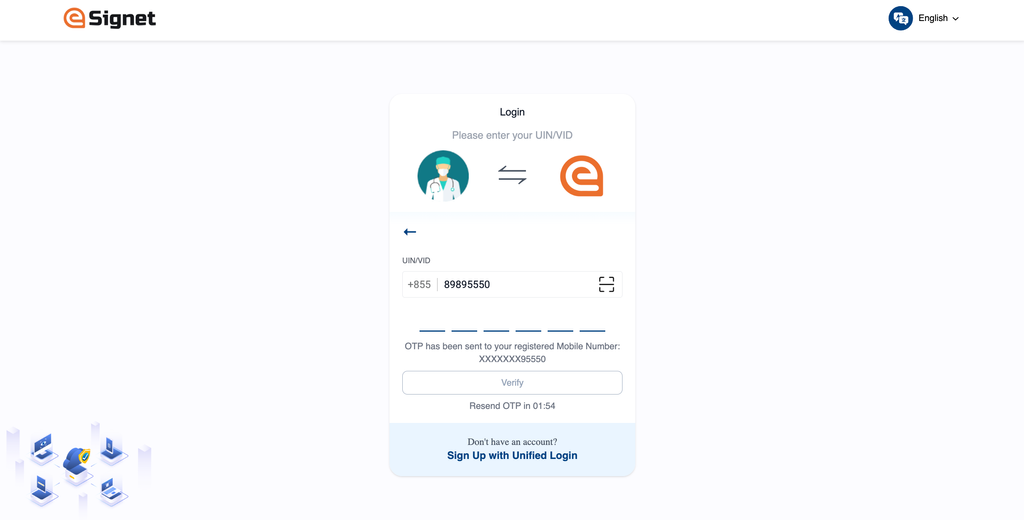 Signet
English
Login
Please enter your UIN/VID
UIN/VID
+855 89895550
OTP has been sent to your registered Mobile Number:
XXXXXXX95550
Verify
Resend OTP in 01:54
Don't have an account?
Sign Up with Unified Login